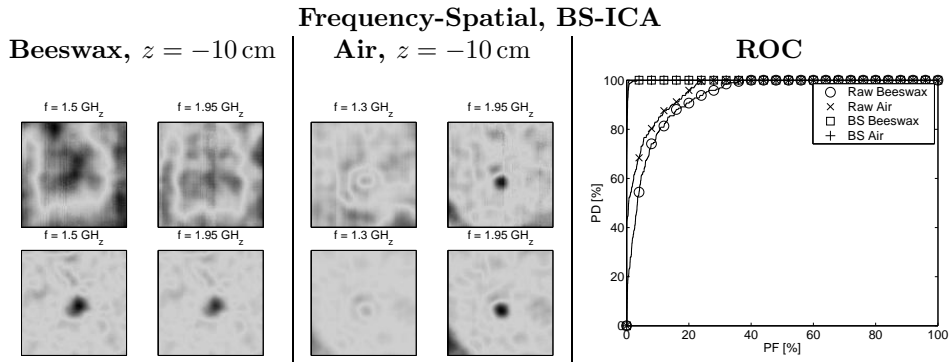 Frequency-Spatial, BS-ICA
Beeswax, z = −10 cm
Air, z = −10 cm
ROC
f = 1.5 GHz
f = 1.95 GHz
f = 1.3 GHz
f = 1.95 GHz
f = 1.5 GHz
f = 1.95 GHz
f = 1.3 GHz
f = 1.95 GHz
100
80
60
40
20
0
PD [%]
Raw Beeswax
Raw Air
BS Beeswax
BS Air
0 20 40 60 80 100
PF [%]